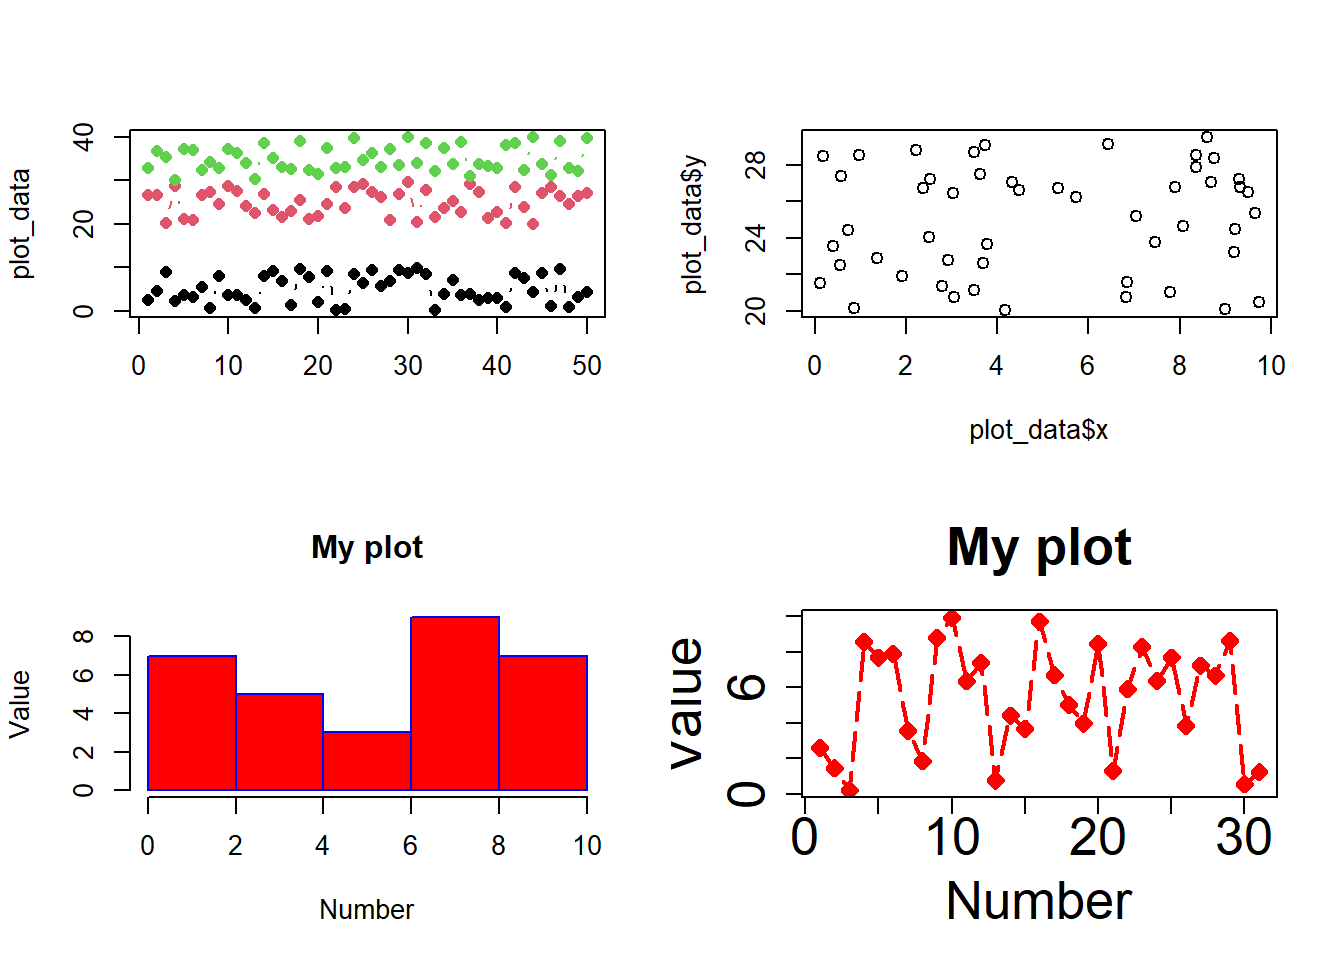 plot_data
40
20
0
0 10 20 30 40 50
plot_data$y
28
24
20
0 2 4 6 8 10
plot_data$x
My plot
Value
8
6
4
2
0
0 2 4 6 8 10
Number
My plot
value
6
0
0 10 20 30
Number